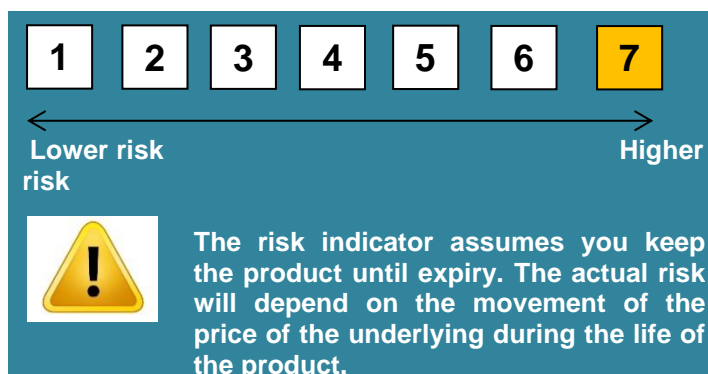 1 2 3 4 5 6 7
Lower risk Higher
risk
The risk indicator assumes you keep
the product until expiry. The actual risk
will depend on the movement of the
price of the underlying during the life of
the product.